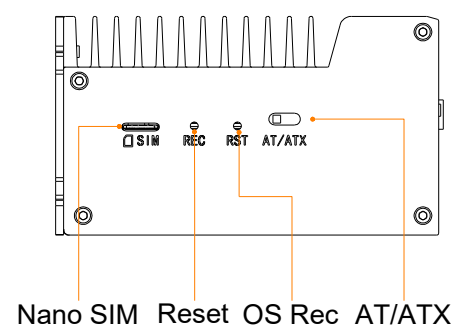 SIM REC RST AT/ATX
Nano SIM Reset OS Rec AT/ATX